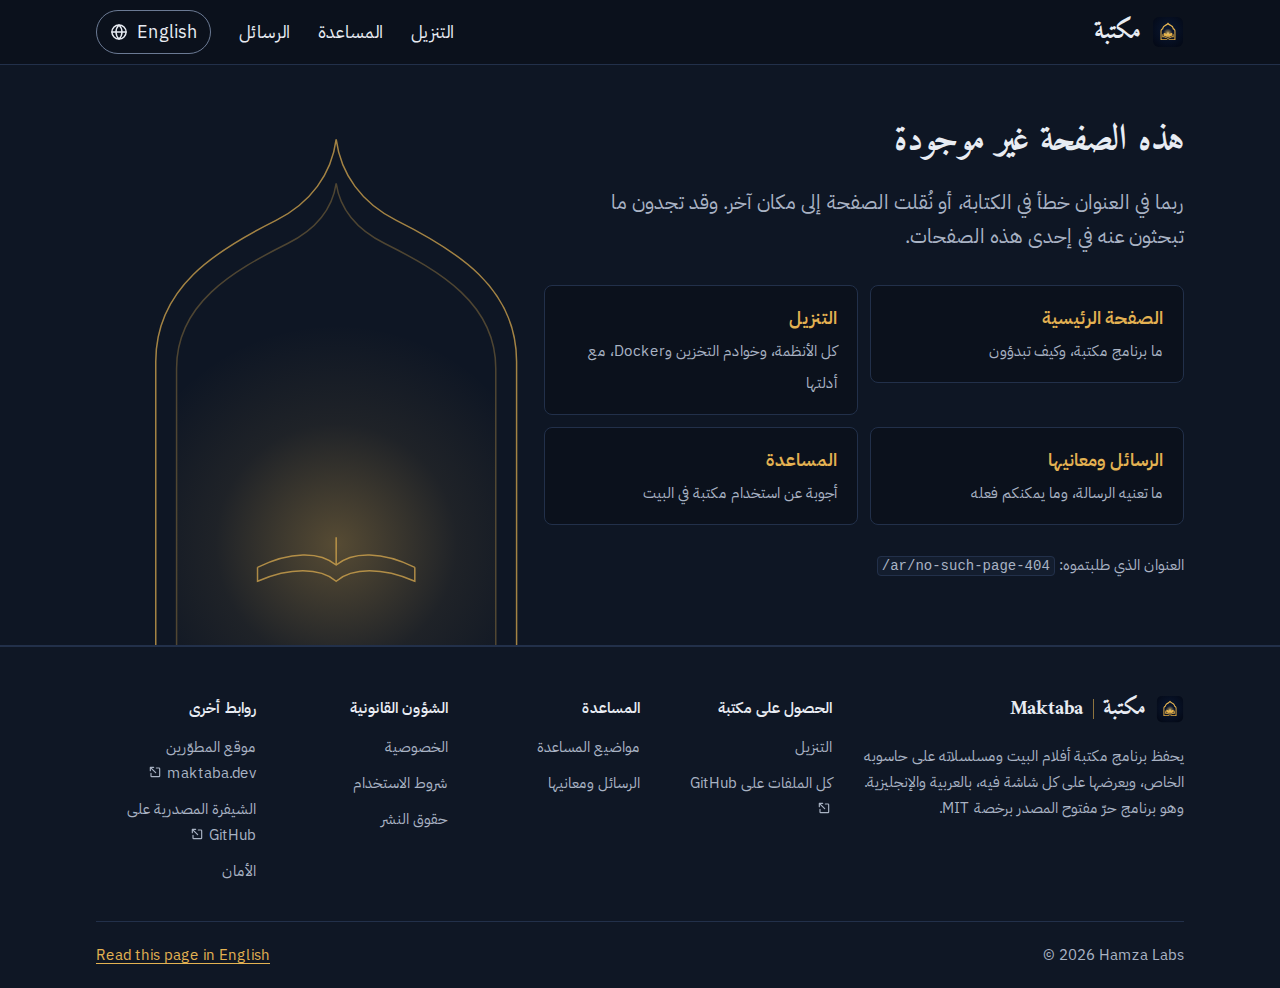 مكتبة
التنزيل
المساعدة
الرسائل
English
هذه الصفحة غير موجودة
ربما في العنوان خطأ في الكتابة، أو نُقلت الصفحة إلى مكان آخر. وقد تجدون ما
تبحثون عنه في إحدى هذه الصفحات.
الصفحة الرئيسية
ما برنامج مكتبة، وكيف تبدؤون
التنزيل
كل الأنظمة، وخوادم التخزين وDocker، مع
أدلتها
الرسائل ومعانيها
ما تعنيه الرسالة، وما يمكنكم فعله
المساعدة
أجوبة عن استخدام مكتبة في البيت
العنوان الذي طلبتموه: /ar/no-such-page-404
مكتبة | Maktaba
يحفظ برنامج مكتبة أفلام البيت ومسلسلاته على حاسوبه
الخاص، ويعرضها على كل شاشة فيه، بالعربية والإنجليزية.
وهو برنامج حرّ مفتوح المصدر برخصة MIT.
الحصول على مكتبة
التنزيل
كل الملفات على GitHub
المساعدة
مواضيع المساعدة
الرسائل ومعانيها
الشؤون القانونية
الخصوصية
شروط الاستخدام
حقوق النشر
روابط أخرى
موقع المطوّرين
maktaba.dev
الشيفرة المصدرية على
GitHub
الأمان
© 2026 Hamza Labs
Read this page in English